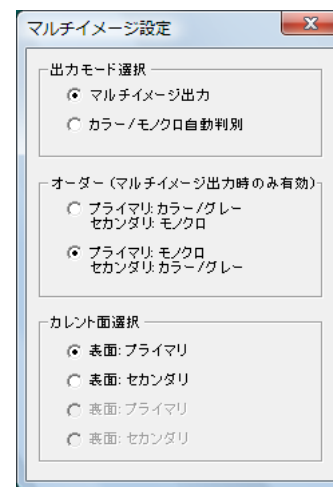 マルチイメージ設定
出力モード選択
マルチイメージ出力
カラー/モノクロ自動判別
オーダー (マルチイメージ出力時のみ有効)
プライマリ: カラー/グレー
セカンダリ: モノクロ
プライマリ: モノクロ
セカンダリ: カラー/グレー
カレント面選択
表面: プライマリ
表面: セカンダリ
裏面: プライマリ
裏面: セカンダリ